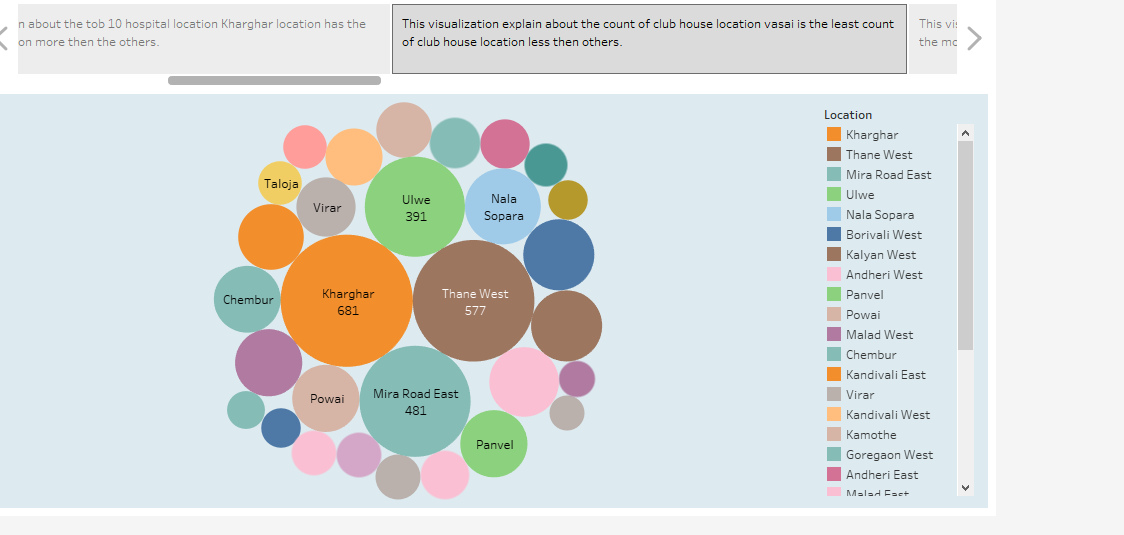 n about the tob 10 hospital location Kharghar location has the
on more then the others.
This visualization explain about the count of club house location vasai is the least count
of club house location less then others.
This vi
the mo
Location
Kharghar
Thane West
Mira Road East
Ulwe
Nala Sopara
Borivali West
Kalyan West
Andheri West
Panvel
Powai
Malad West
Chembur
Kandivali East
Virar
Kandivali West
Kamothe
Goregaon West
Andheri East
Malad East
Taloja
Virar
Ulwe
391
Nala
Sopara
Chembur
Kharghar
681
Thane West
577
Powai
Mira Road East
481
Panvel